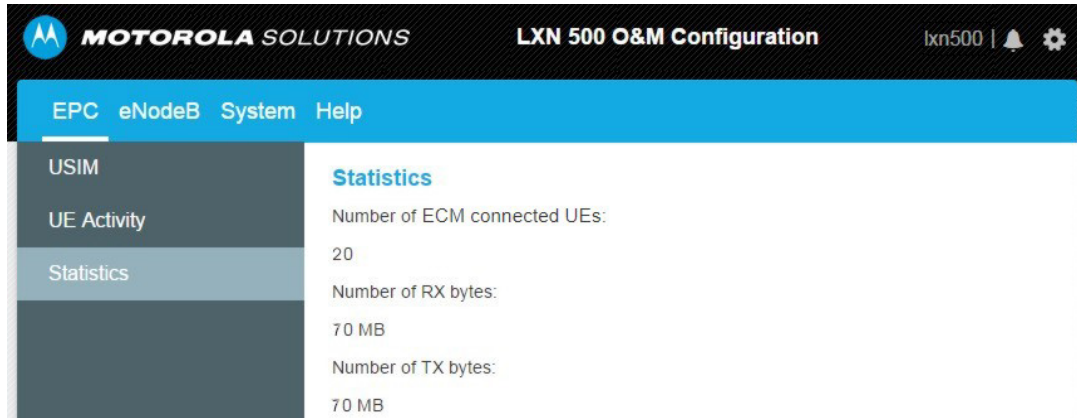 MOTOROLA SOLUTIONS LXN 500 O&M Configuration lxn500 |
EPC eNodeB System Help
USIM
UE Activity
Statistics
Statistics
Number of ECM connected UEs:
20
Number of RX bytes:
70 MB
Number of TX bytes:
70 MB